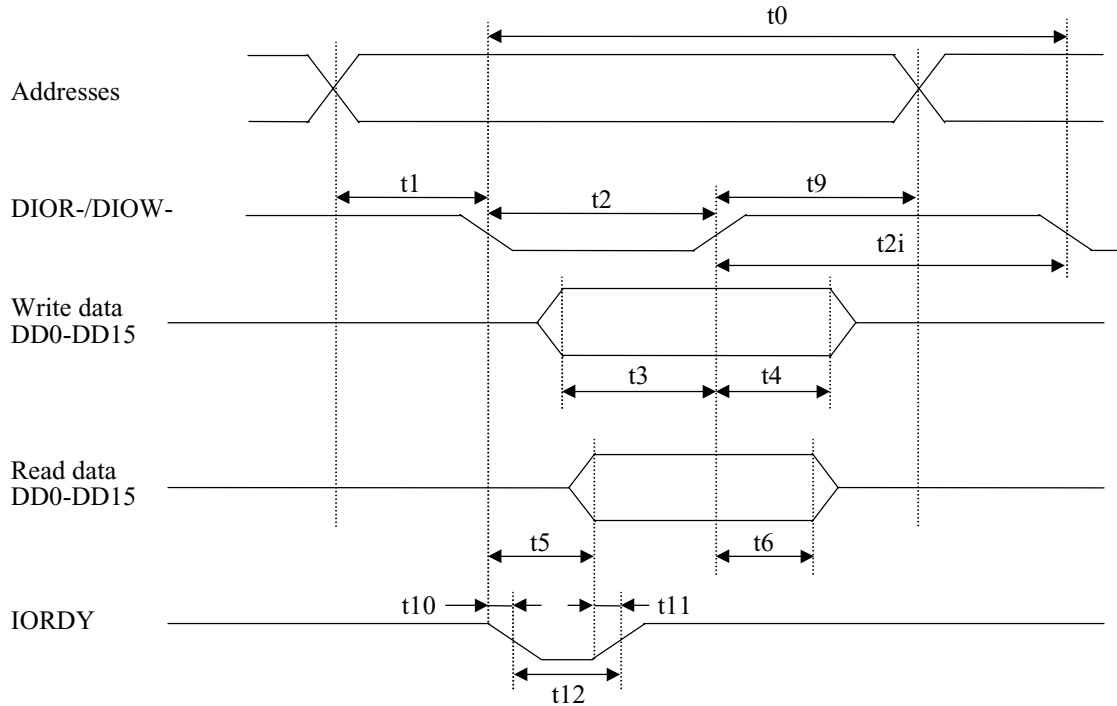 t0
Addresses
t1
t2
t9
DIOR-/DIOW-
t2i
Write data
DD0-DD15
t3
t4
Read data
DD0-DD15
t5
t6
t10
t11
IORDY
t12